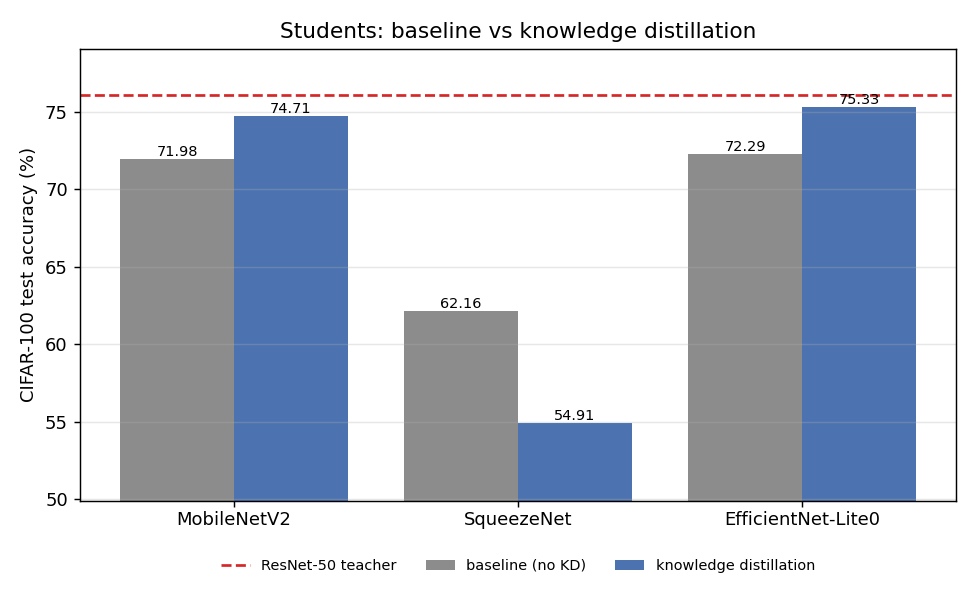 Students: baseline vs knowledge distillation
CIFAR-100 test accuracy (%)
75
70
65
60
55
50
71.98
74.71
62.16
54.91
72.29
75.33
MobileNetV2
SqueezeNet
EfficientNet-Lite0
ResNet-50 teacher
baseline (no KD)
knowledge distillation